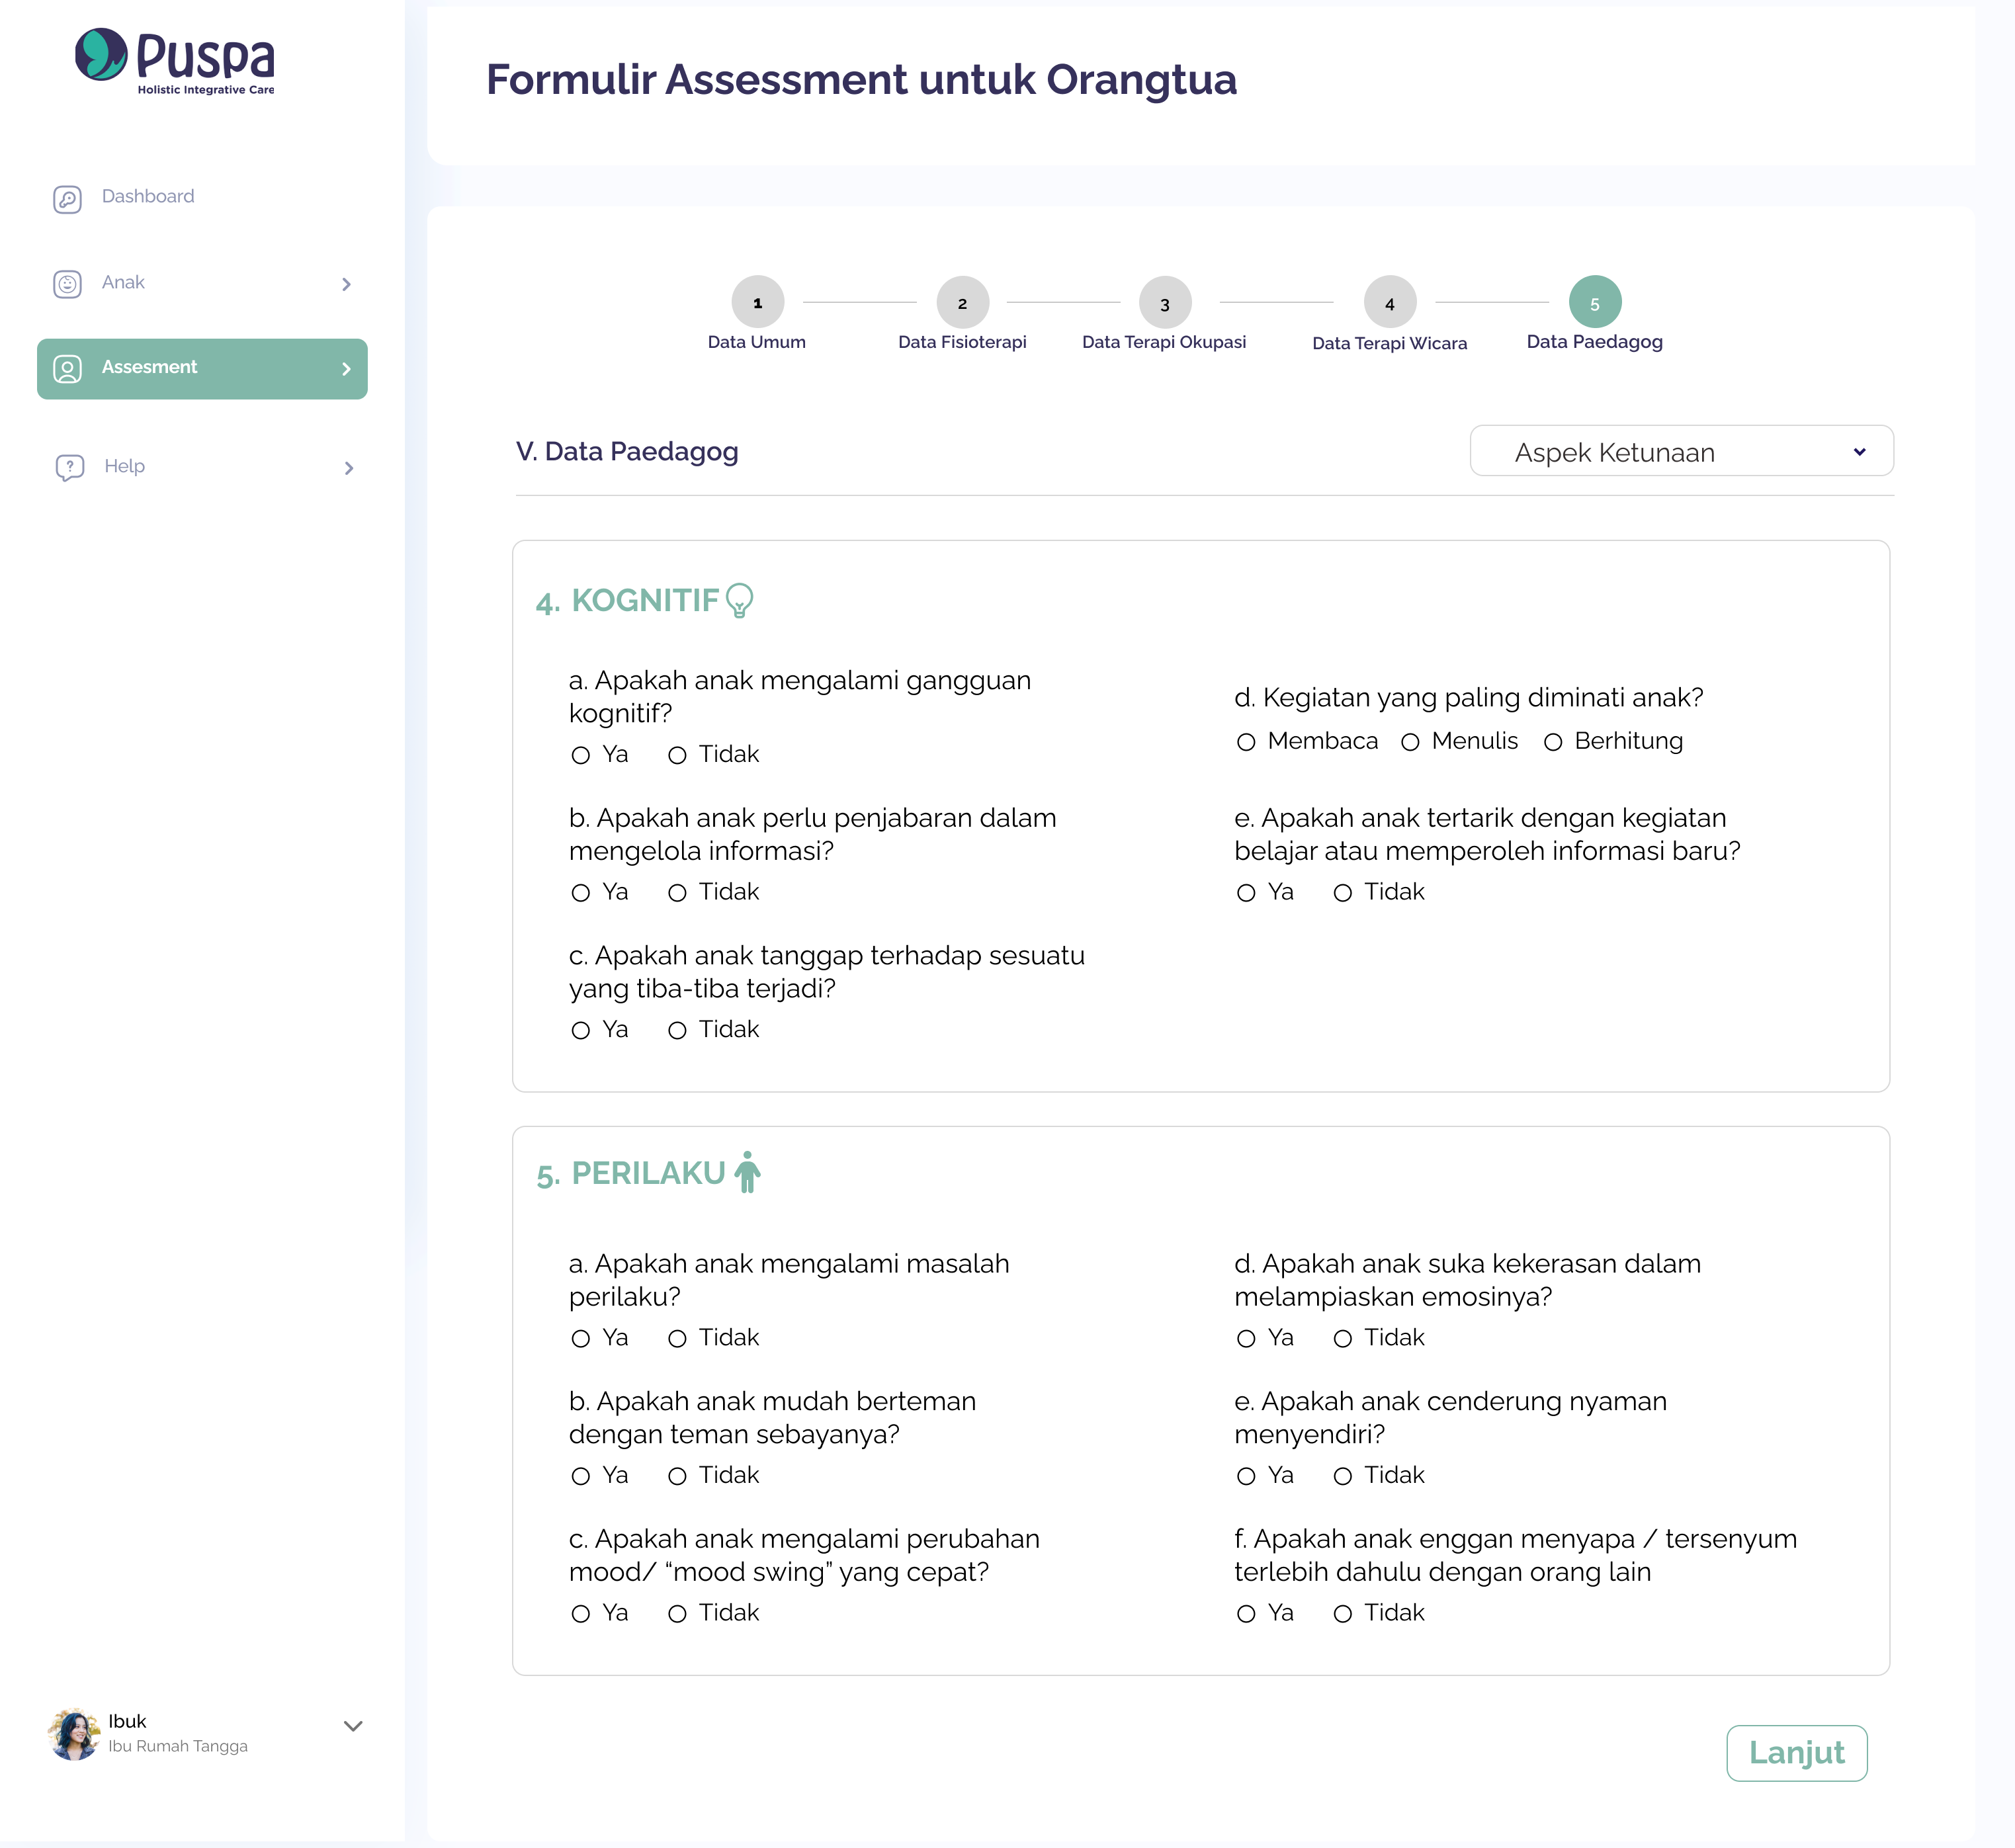 Puspa
Holistic Integrative Care
Dashboard
Anak
Assesment
Help
Ibuk
Ibu Rumah Tangga
Formulir Assessment untuk Orangtua
1
Data Umum
2
Data Fisioterapi
3
Data Terapi Okupasi
4
Data Terapi Wicara
5
Data Paedagog
V. Data Paedagog
Aspek Ketunaan
4. KOGNITIF
a. Apakah anak mengalami gangguan
kognitif?
Ya Tidak
b. Apakah anak perlu penjabaran dalam
mengelola informasi?
Ya Tidak
c. Apakah anak tanggap terhadap sesuatu
yang tiba-tiba terjadi?
Ya Tidak
d. Kegiatan yang paling diminati anak?
Membaca Menulis Berhitung
e. Apakah anak tertarik dengan kegiatan
belajar atau memperoleh informasi baru?
Ya Tidak
5. PERILAKU
a. Apakah anak mengalami masalah
perilaku?
Ya Tidak
b. Apakah anak mudah berteman
dengan teman sebayanya?
Ya Tidak
c. Apakah anak mengalami perubahan
mood/ “mood swing” yang cepat?
Ya Tidak
d. Apakah anak suka kekerasan dalam
melampiaskan emosinya?
Ya Tidak
e. Apakah anak cenderung nyaman
menyendiri?
Ya Tidak
f. Apakah anak enggan menyapa / tersenyum
terlebih dahulu dengan orang lain
Ya Tidak
Lanjut